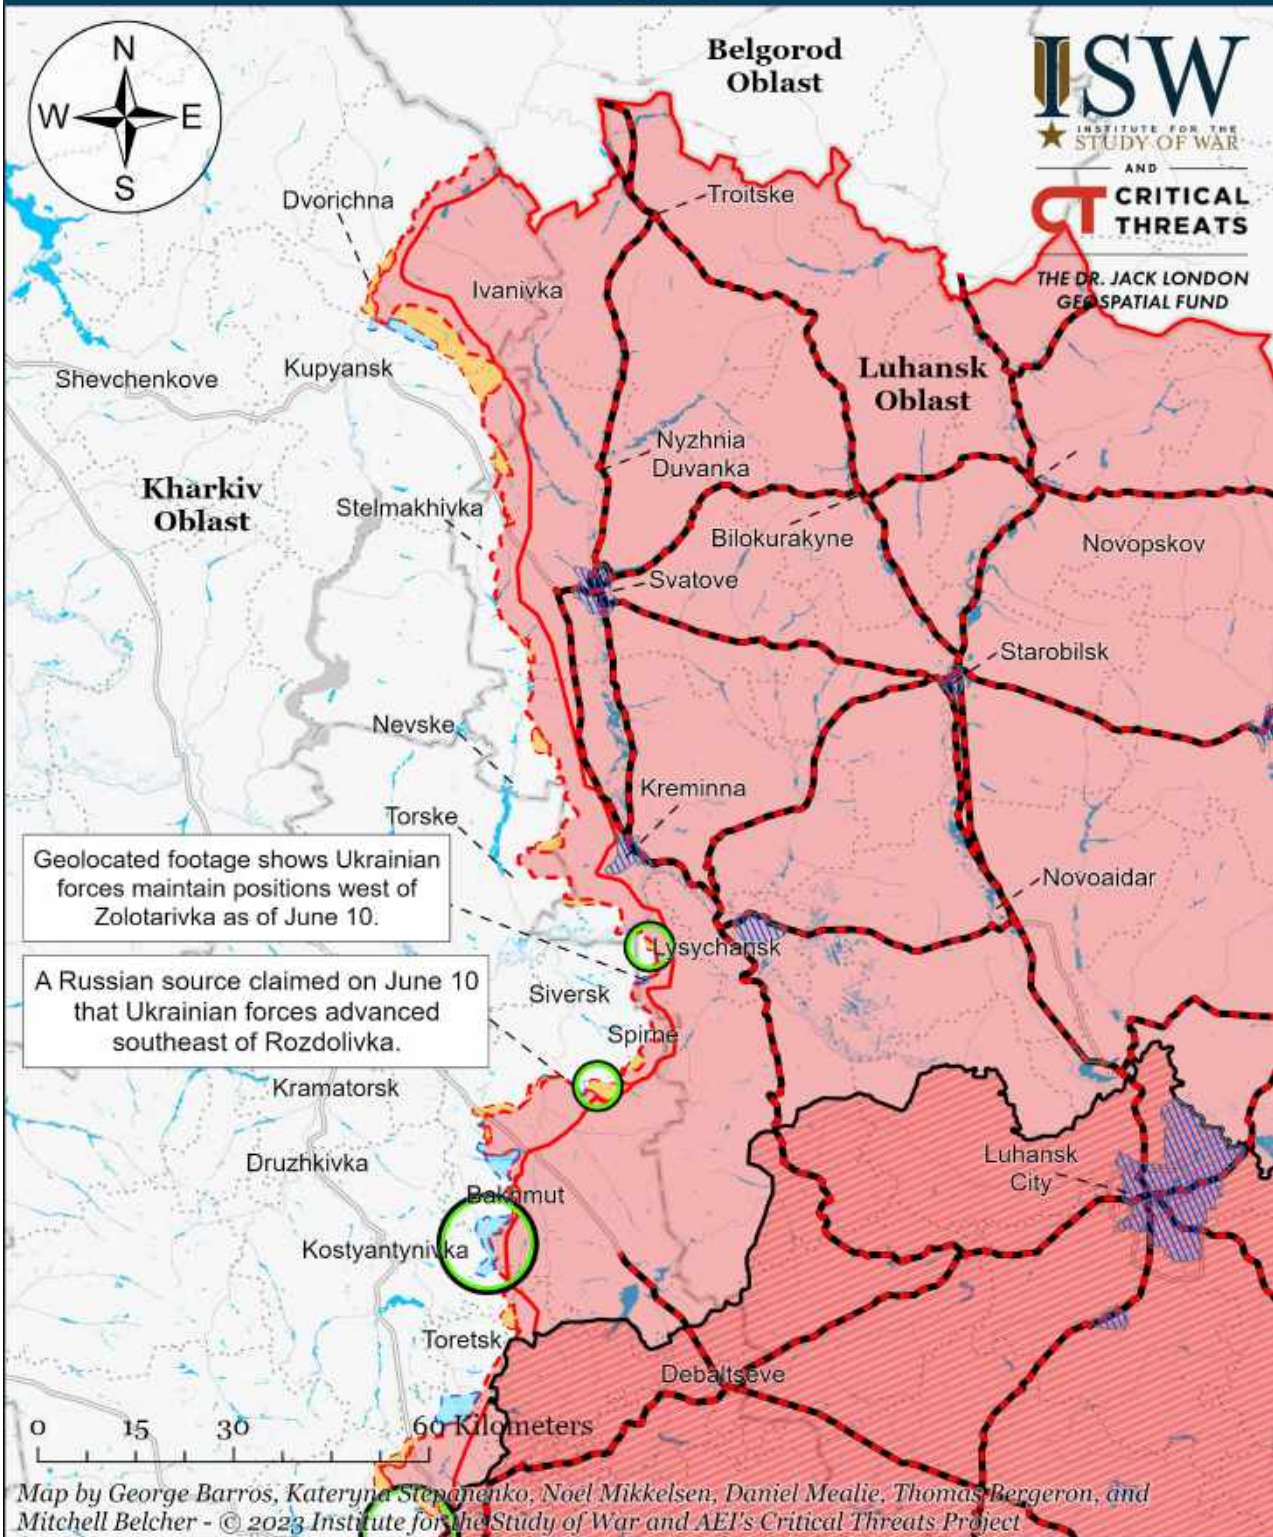 N
W
E
S
Belgorod
Oblast
ISW
INSTITUTE FOR THE
STUDY OF WAR
AND
CT CRITICAL
THREATS
THE DR. JACK LONDON
GEOSPATIAL FUND
Dvorichna
Troitske
Ivanivka
Shevchenkove
Kupyansk
Luhansk
Oblast
Nyzhnia
Duvanka
Kharkiv
Oblast
Stelmakhivka
Bilokurakyne
Novopskov
Svatove
Starobilsk
Nevske
Kreminna
Torske
Geolocated footage shows Ukrainian
forces maintain positions west of
Zolotarivka as of June 10.
Novoaidar
Lysychansk
A Russian source claimed on June 10
that Ukrainian forces advanced
southeast of Rozdolivka.
Siversk
Spirne
Kramatorsk
Druzhkivka
Luhansk
City
Bakhmut
Kostyantynivka
Toretsk
Debaltseve
0 15 30 60 Kilometers
Map by George Barros, Kateryna Stepanenko, Noel Mikkelsen, Daniel Mealie, Thomas Bergeron, and
Mitchell Belcher - © 2023 Institute for the Study of War and AEI's Critical Threats Project